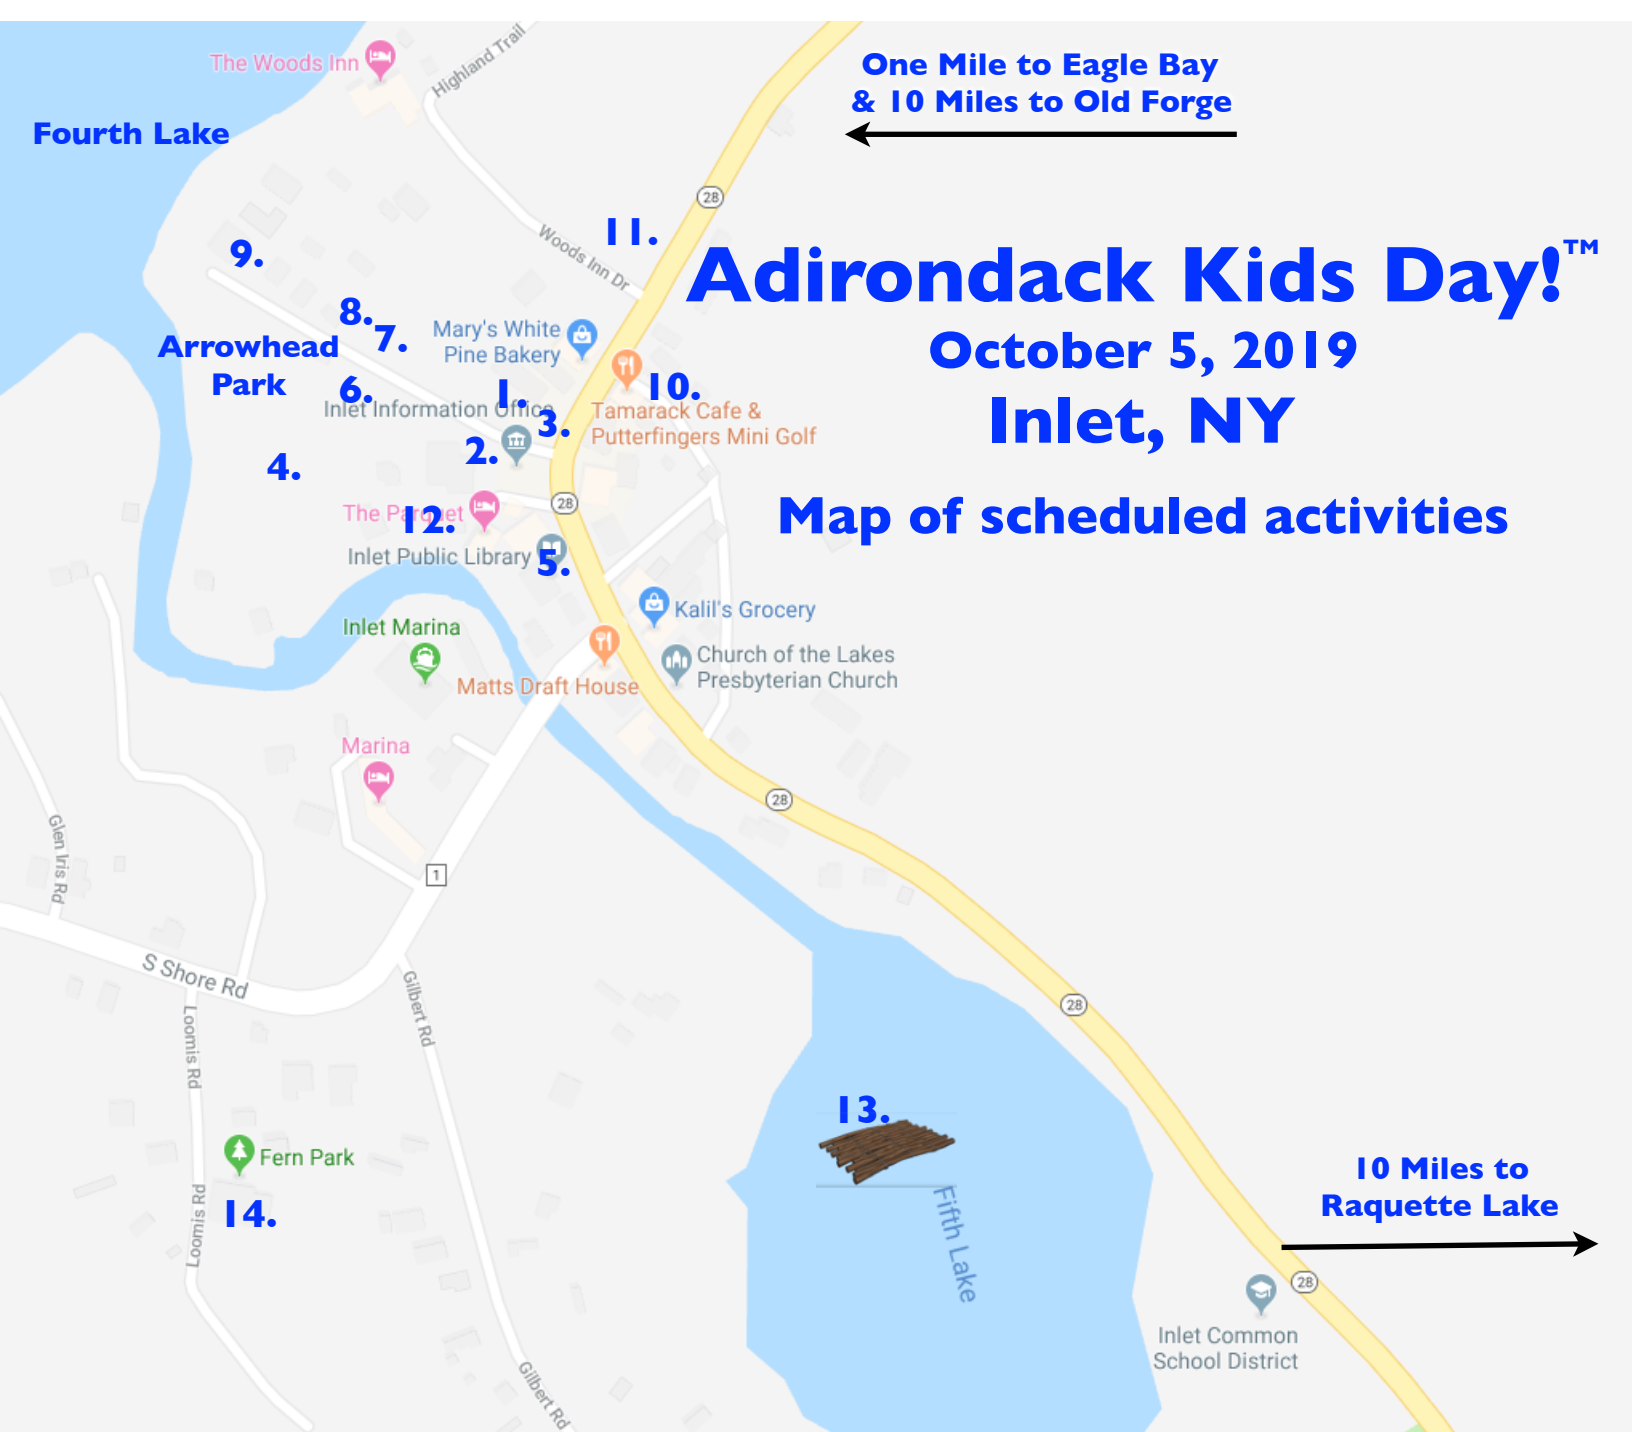 The Woods Inn
Highland Trail
One Mile to Eagle Bay
& 10 Miles to Old Forge
Fourth Lake
28
Woods Inn Dr
11.
9.
Adirondack Kids Day!™
October 5, 2019
Inlet, NY
Map of scheduled activities
8.
7.
Mary's White
Pine Bakery
Arrowhead
Park
6.
1.
10.
Inlet Information Office
3.
Tamarack Cafe &
Putterfingers Mini Golf
2.
4.
28
The Parquet
12.
Inlet Public Library
5.
Kalil's Grocery
Inlet Marina
Church of the Lakes
Presbyterian Church
Matts Draft House
Marina
28
Glen Iris Rd
1
S Shore Rd
Gilbert Rd
28
Loomis Rd
13.
Fern Park
14.
Loomis Rd
Fifth Lake
10 Miles to
Raquette Lake
28
Inlet Common
School District
Gilbert Rd